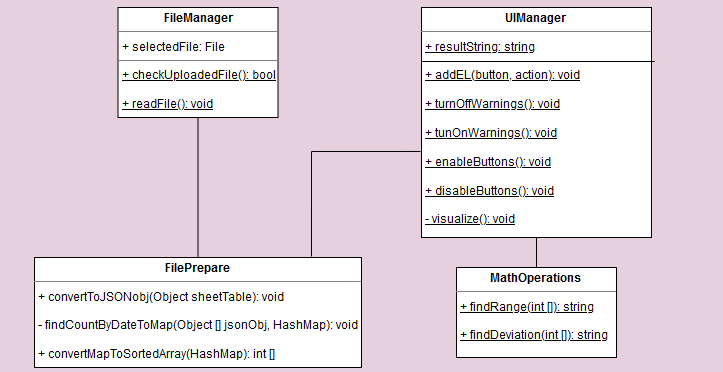 FileManager
+ selectedFile: File
+ checkUploadedFile(): bool
+ readFile(): void
UIManager
+ resultString: string
+ addEL(button, action): void
+ turnOffWarnings(): void
+ tunOnWarnings(): void
+ enableButtons(): void
+ disableButtons(): void
- visualize(): void
FilePrepare
+ convertToJSONobj(Object sheetTable): void
- findCountByDateToMap(Object [] jsonObj, HashMap): void
+ convertMapToSortedArray(HashMap): int []
MathOperations
+ findRange(int []): string
+ findDeviation(int []): string